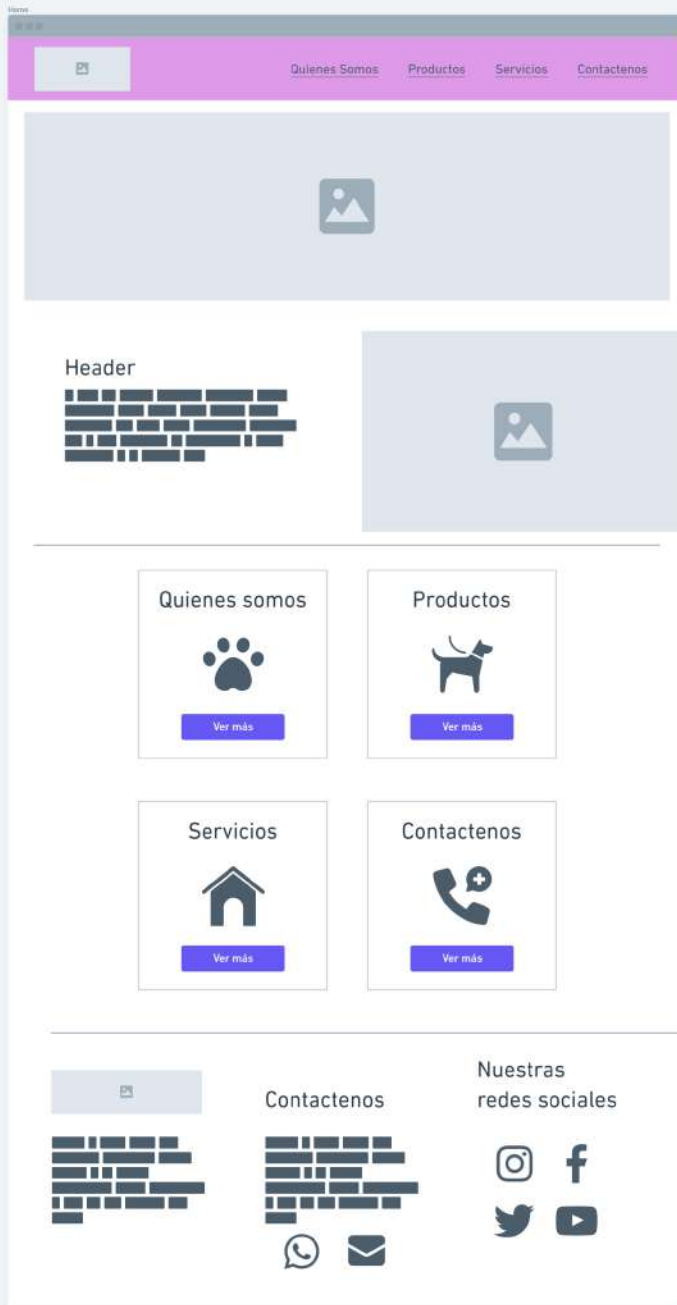 Home
Quienes Somos
Productos
Servicios
Contactenos
Header
Quienes somos
Productos
Ver más
Ver más
Servicios
Contactenos
Ver más
Ver más
Contactenos
Nuestras
redes sociales